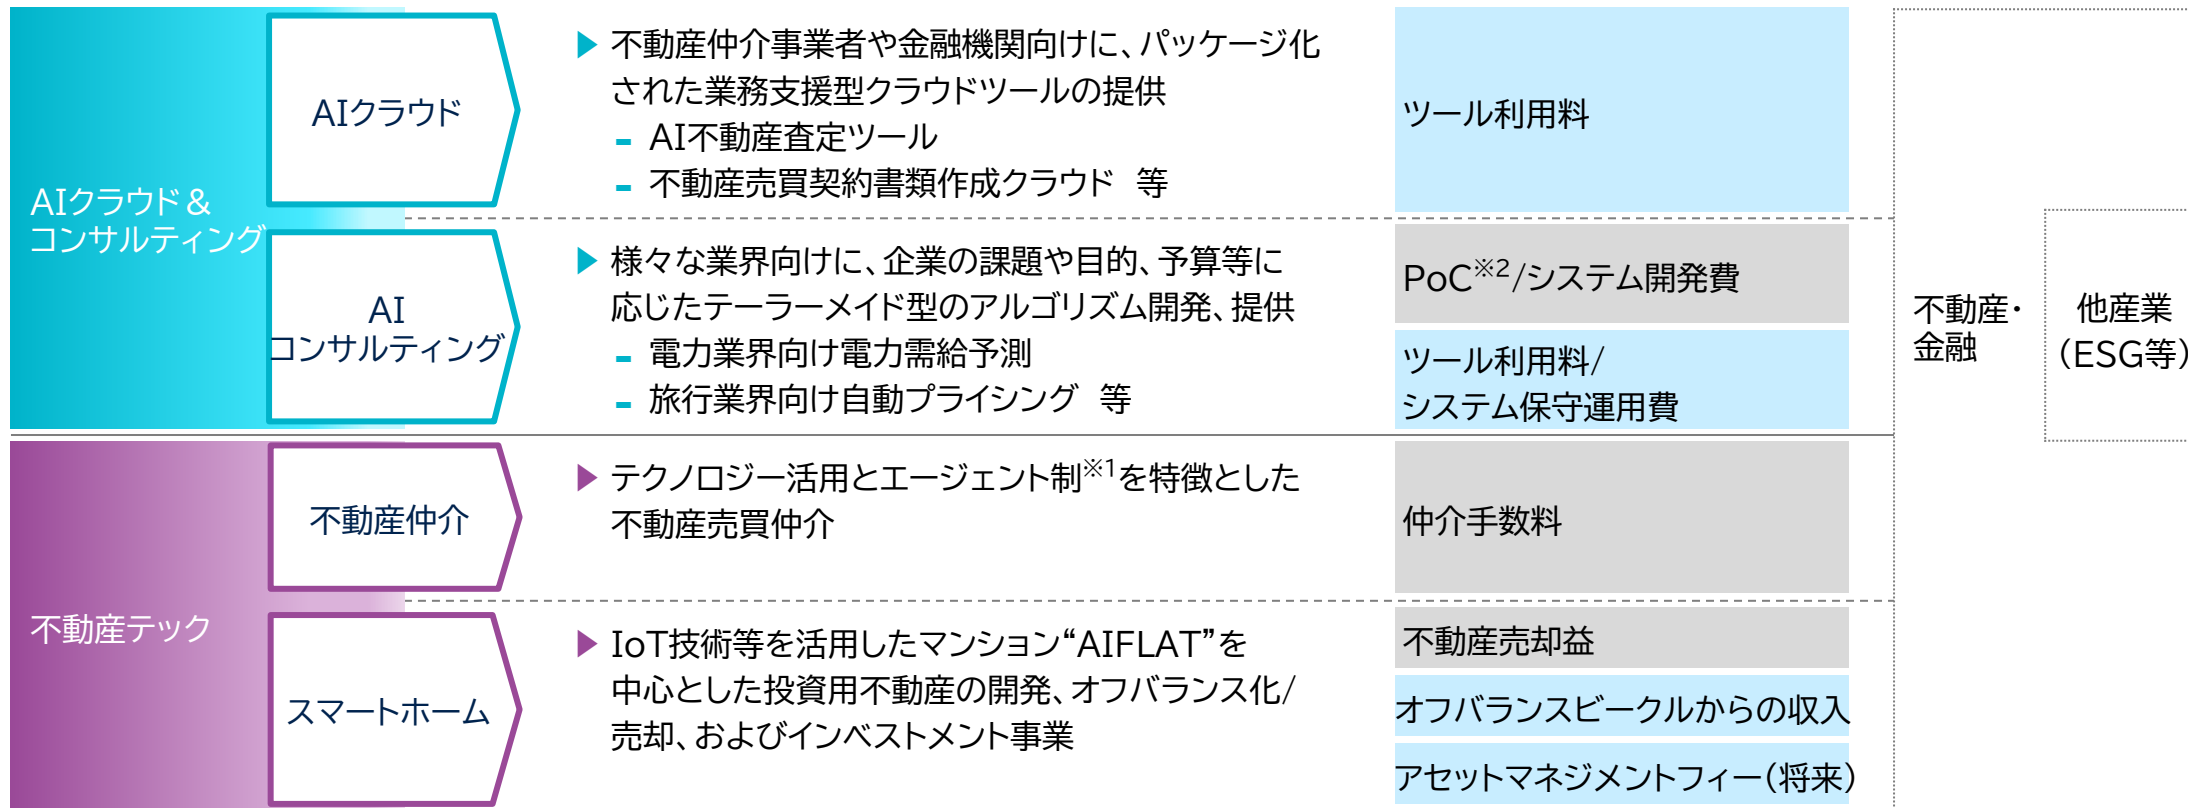 AIクラウド＆
コンサルティング
AIクラウド
不動産仲介事業者や金融機関向けに、パッケージ化
された業務支援型クラウドツールの提供
- AI不動産査定ツール
- 不動産売買契約書類作成クラウド 等
ツール利用料
AI
コンサルティング
様々な業界向けに、企業の課題や目的、予算等に
応じたテーラーメイド型のアルゴリズム開発、提供
- 電力業界向け電力需給予測
- 旅行業界向け自動プライシング 等
PoC※2/システム開発費
ツール利用料/
システム保守運用費
不動産テック
不動産仲介
テクノロジー活用とエージェント制※1を特徴とした
不動産売買仲介
仲介手数料
スマートホーム
IoT技術等を活用したマンション“AIFLAT”を
中心とした投資用不動産の開発、オフバランス化/
売却、およびインベストメント事業
不動産売却益
オフバランスビークルからの収入
アセットマネジメントフィー（将来）
不動産・
金融
他産業
（ESG等）